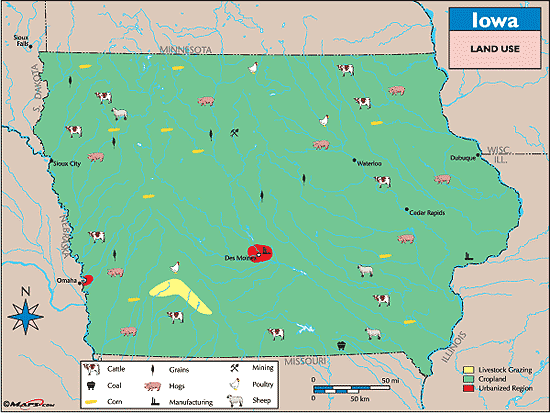 Iowa
LAND USE
Sioux
Falls
MINNESOTA
S. DAKOTA
WISC.
ILL.
Dubuque
Waterloo
Sioux City
Cedar Rapids
NEBRASKA
Des Moines
Omaha
N
ILLINOIS
MISSOURI
Cattle
Grains
Mining
Coal
Hogs
Poultry
Corn
Manufacturing
Sheep
0
50 mi
0
50 km
Livestock Grazing
Cropland
Urbanized Region
MAPS.com